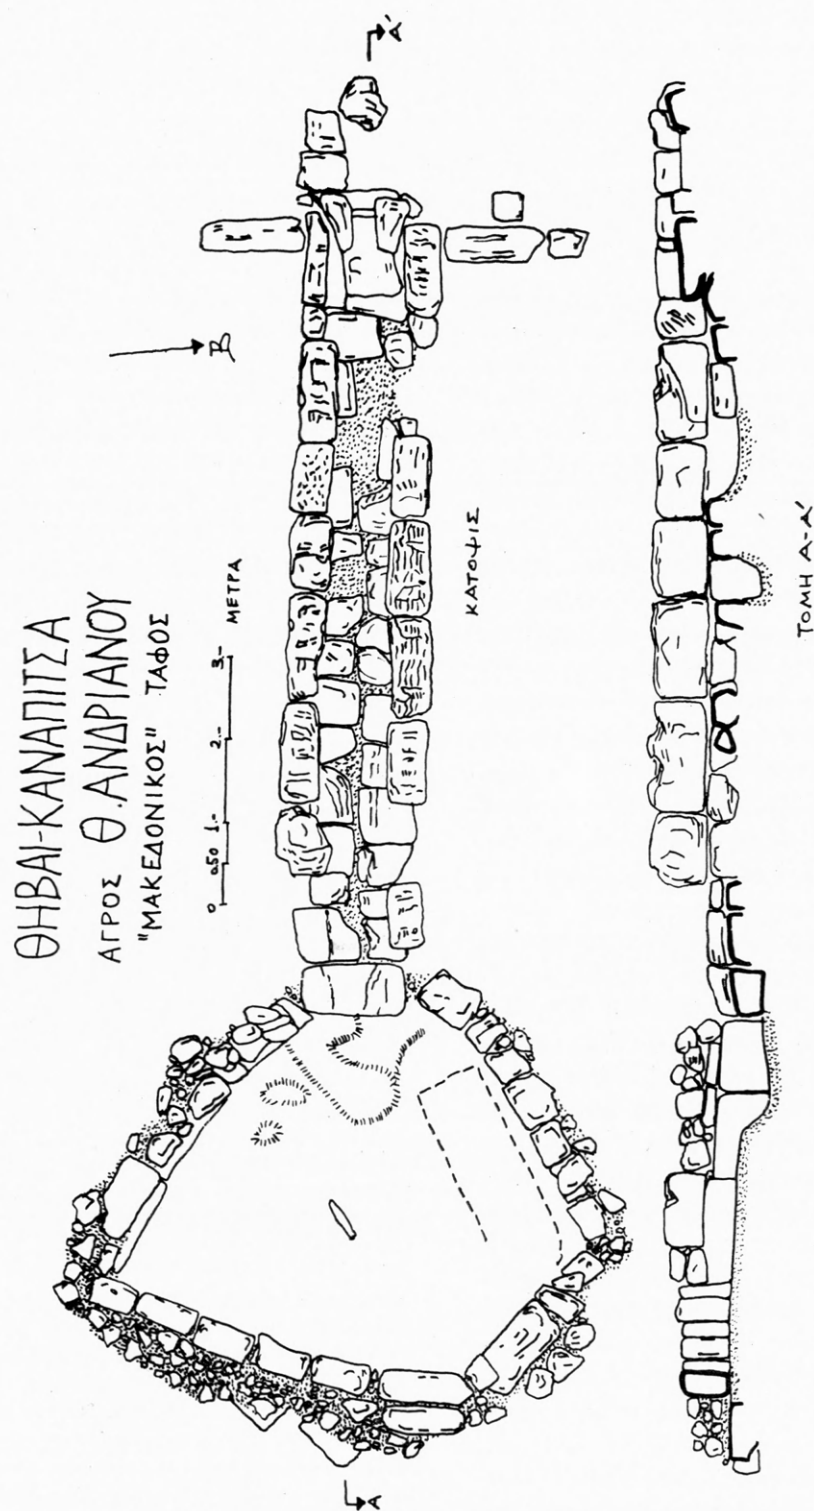 ΘΗΒΑΙ-ΚΑΝΑΠΙΤΣΑ
ΑΓΡΟΣ Θ.ΑΝΔΡΙΑΝΟΥ
"ΜΑΚΕΔΟΝΙΚΟΣ" ΤΑΦΟΣ
0 0,50 1 2 3
ΜΕΤΡΑ
Β
ΚΑΤΟΨΙΣ
Α
Α'
ΤΟΜΗ Α-Α'